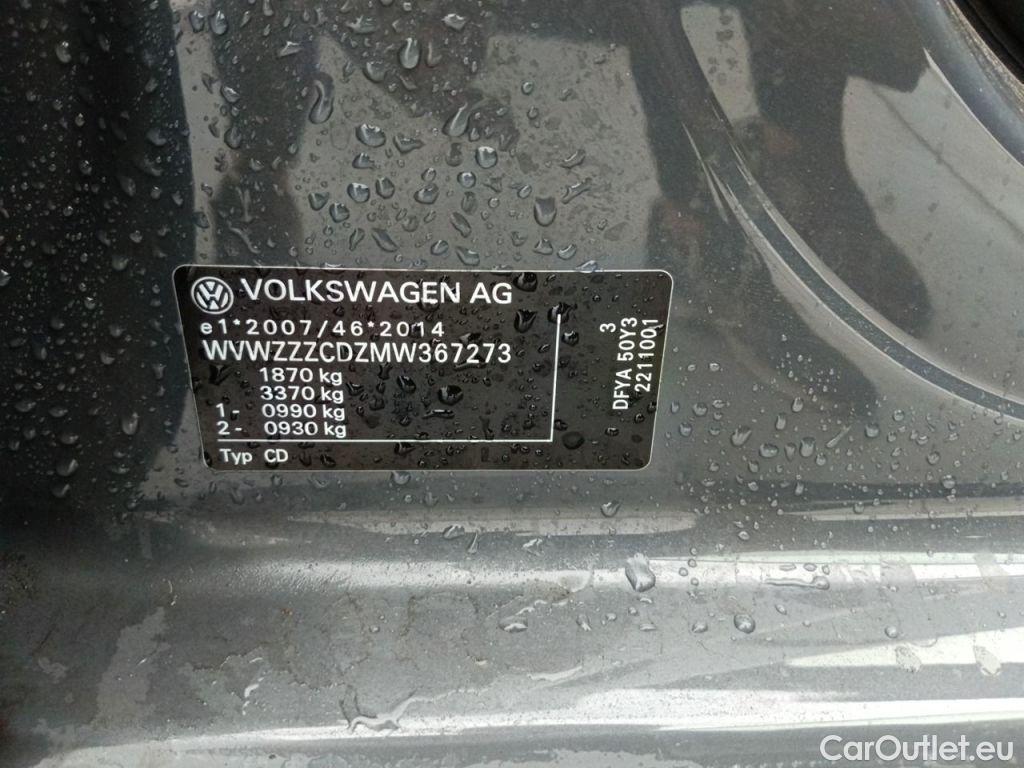 VOLKSWAGEN AG
e1*2007/46*2014
WVWZZZCDZMW367273
1870 kg
3370 kg
1- 0990 kg
2- 0930 kg
Typ CD
3
DFYA 50Y3
2211001
CarOutlet.eu